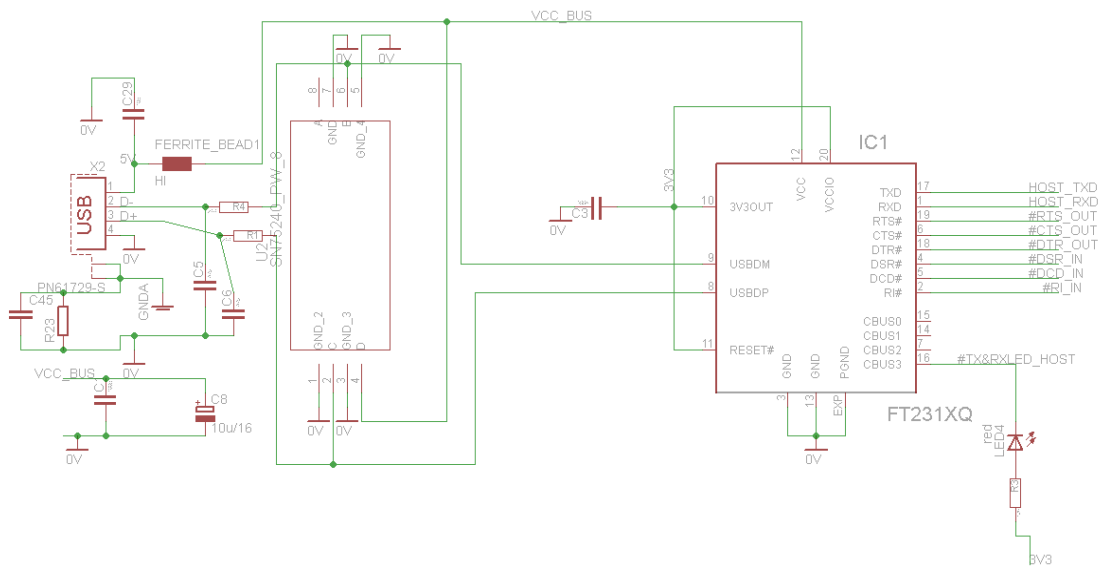 VCC_BUS
0V
0V
8
7
6
5
A
GND
B
GND_4
C29
0V
FERRITE_BEAD1
HI
5V
X2
USB
1
2
3
4
D-
D+
0V
R4
R1
U2
SN75240_PW_8
PN61729-S
GNDA
C45
R23
C5
C6
0V
GND_2
C
GND_3
D
1
2
3
4
0V
0V
VCC_BUS
C8
10u/16
0V
IC1
12
20
VCC
VCCIO
3V3
C3
0V
10
3V3OUT
9
USBDM
8
USBDP
11
RESET#
TXD
17
HOST_TXD
RXD
1
HOST_RXD
RTS#
19
#RTS_OUT
CTS#
6
#CTS_OUT
DTR#
18
#DTR_OUT
DSR#
4
#DSR_IN
DCD#
5
#DCD_IN
RI#
2
#RI_IN
CBUS0
15
CBUS1
14
CBUS2
7
CBUS3
16
#TX&RXLED_HOST
GND
GND
PGND
3
13
EXP
0V
FT231XQ
red
LED4
R3
3V3